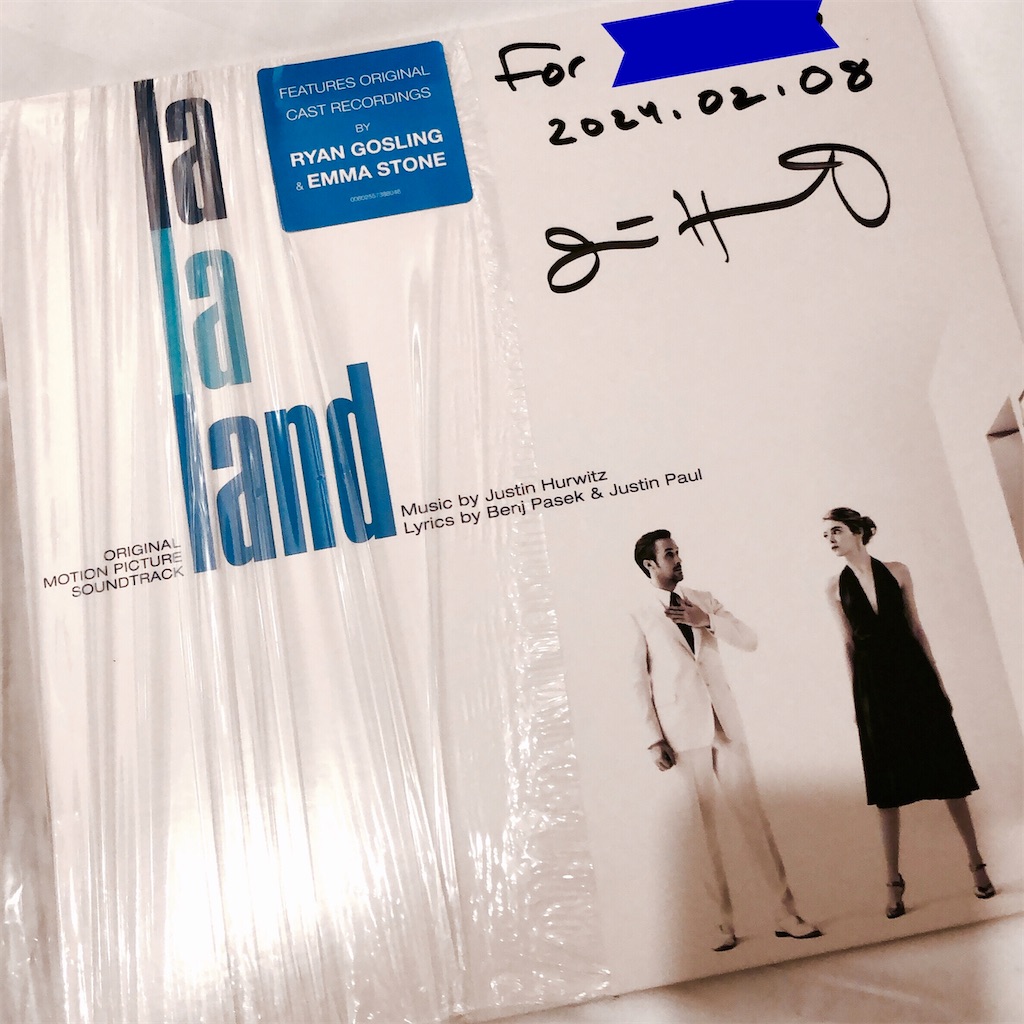 la
la
land
FEATURES ORIGINAL
CAST RECORDINGS
BY
RYAN GOSLING
& EMMA STONE
For
2024.02.08
Music by Justin Hurwitz
Lyrics by Benj Pasek & Justin Paul
ORIGINAL
MOTION PICTURE
SOUNDTRACK